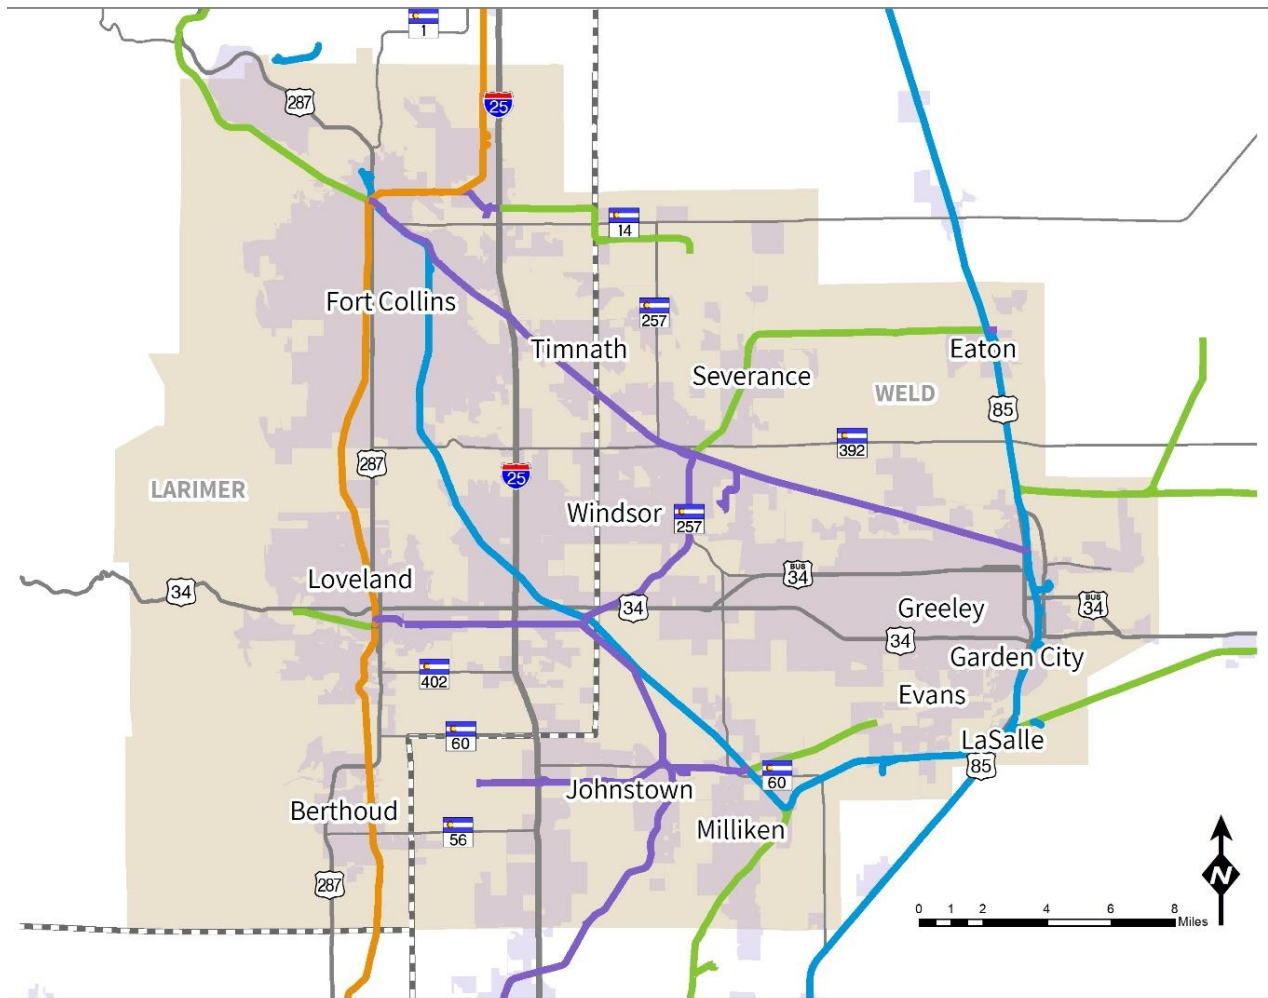 1
287
25
14
Fort Collins
257
Timnath
Eaton
Severance
WELD
85
392
287
25
LARIMER
Windsor
257
Loveland
BUS
34
34
34
BUS
34
Greeley
34
Garden City
402
Evans
60
LaSalle
85
60
Johnstown
Berthoud
56
Milliken
287
N
0 1 2 4 6 8
Miles